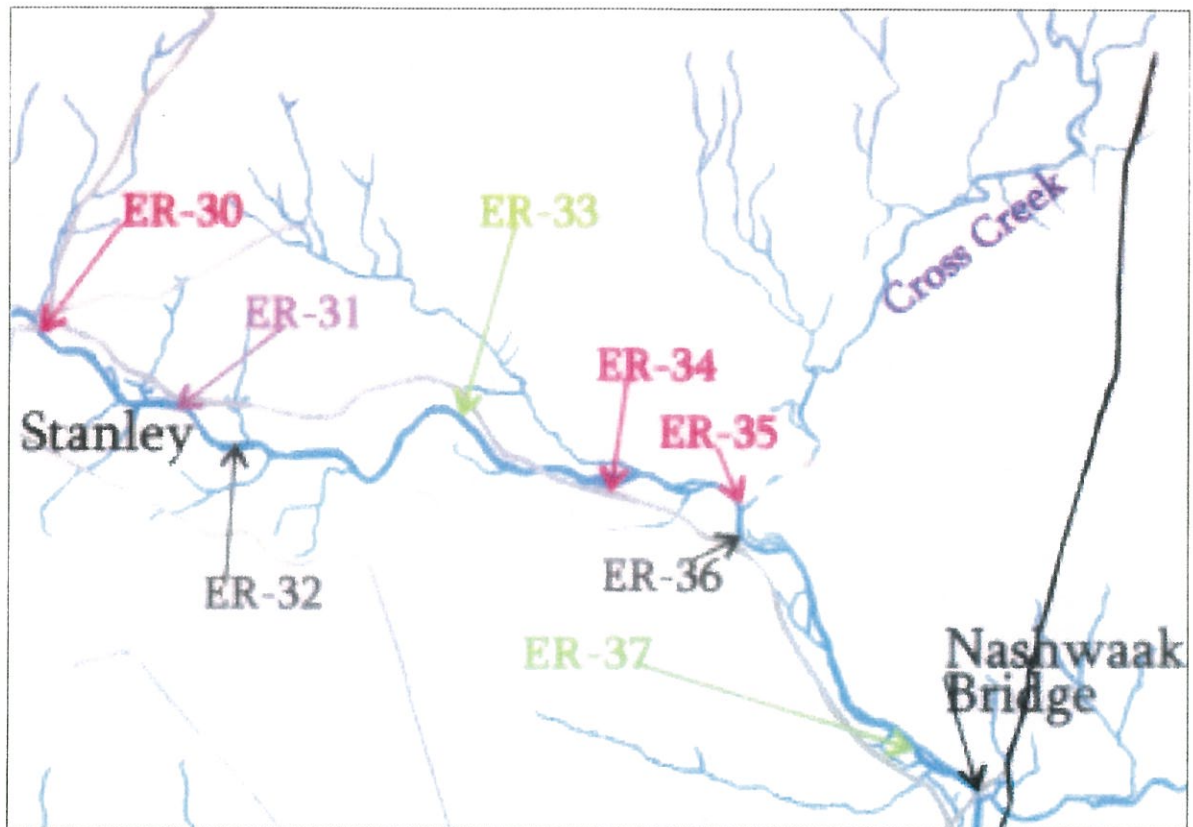 ER-30
ER-33
Cross Creek
ER-31
ER-34
Stanley
ER-35
ER-36
ER-32
ER-37
Nashwaak
Bridge